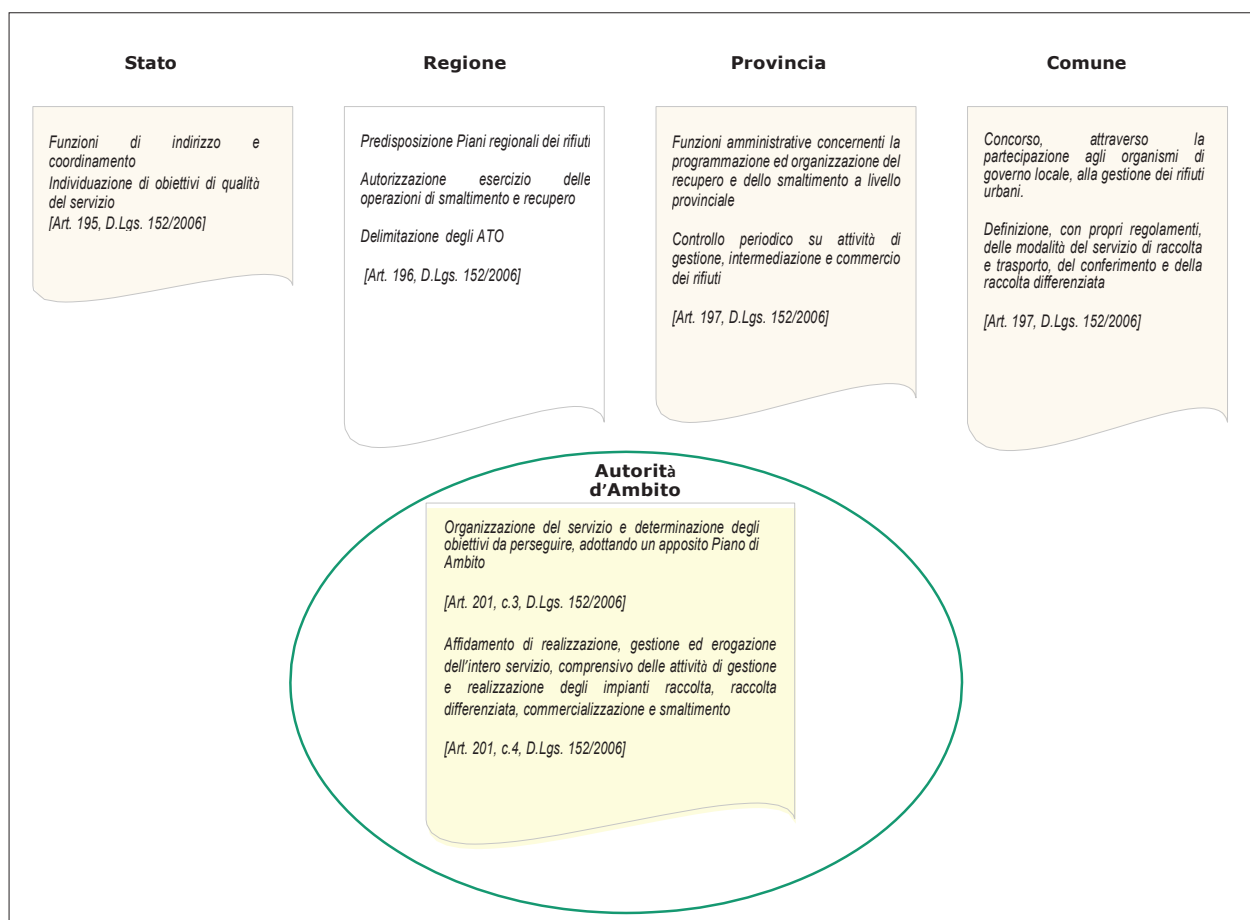 Stato
Funzioni di indirizzo e
coordinamento
Individuazione di obiettivi di qualità
del servizio
[Art. 195, D.Lgs. 152/2006]
Regione
Predisposizione Piani regionali dei rifiuti
Autorizzazione esercizio delle
operazioni di smaltimento e recupero
Delimitazione degli ATO
[Art. 196, D.Lgs. 152/2006]
Provincia
Funzioni amministrative concernenti la
programmazione ed organizzazione del
recupero e dello smaltimento a livello
provinciale
Controllo periodico su attività di
gestione, intermediazione e commercio
dei rifiuti
[Art. 197, D.Lgs. 152/2006]
Comune
Concorso, attraverso la
partecipazione agli organismi di
governo locale, alla gestione dei rifiuti
urbani.
Definizione, con propri regolamenti,
delle modalità del servizio di raccolta
e trasporto, del conferimento e della
raccolta differenziata
[Art. 197, D.Lgs. 152/2006]
Autorità
d'Ambito
Organizzazione del servizio e determinazione degli
obiettivi da perseguire, adottando un apposito Piano di
Ambito
[Art. 201, c.3, D.Lgs. 152/2006]
Affidamento di realizzazione, gestione ed erogazione
dell'intero servizio, comprensivo delle attività di gestione
e realizzazione degli impianti raccolta, raccolta
differenziata, commercializzazione e smaltimento
[Art. 201, c.4, D.Lgs. 152/2006]